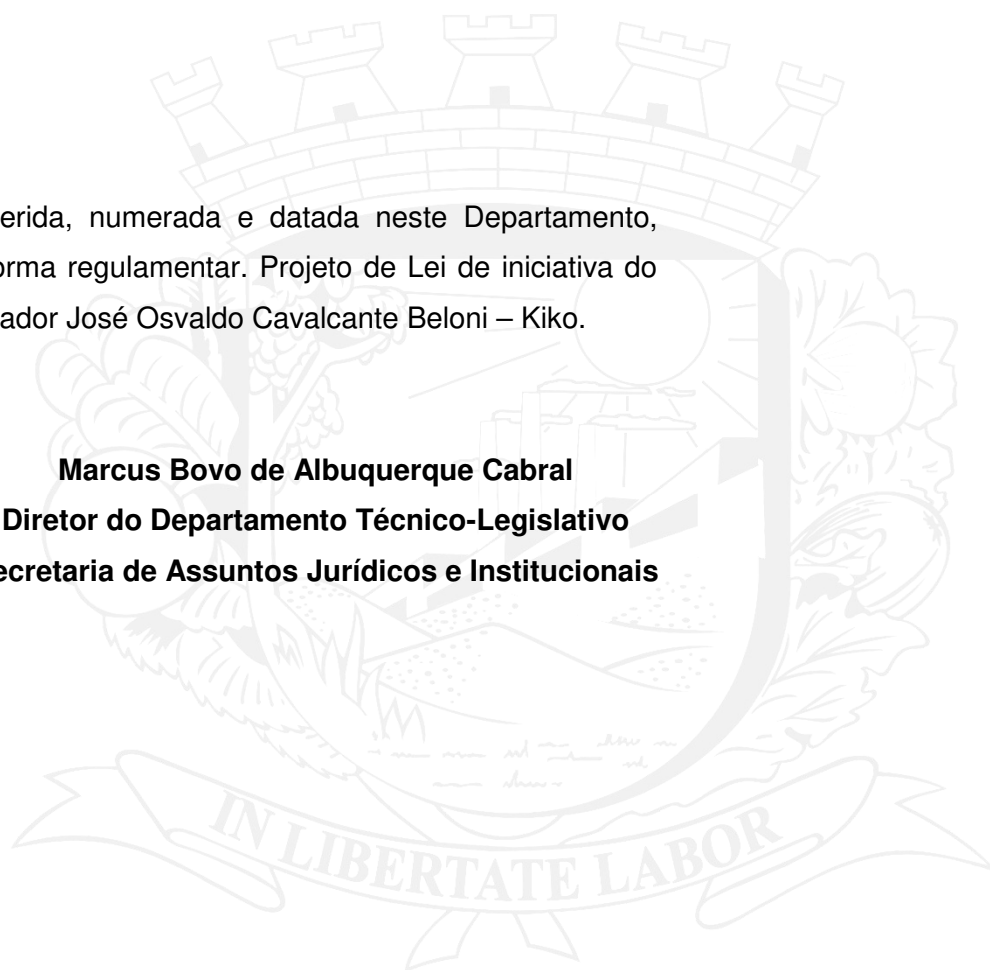 erida, numerada e datada neste Departamento,
orma regulamentar. Projeto de Lei de iniciativa do
ador José Osvaldo Cavalcante Beloni – Kiko.
Marcus Bovo de Albuquerque Cabral
Diretor do Departamento Técnico-Legislativo
ecretaria de Assuntos Jurídicos e Institucionais
IN LIBERTATE LABOR